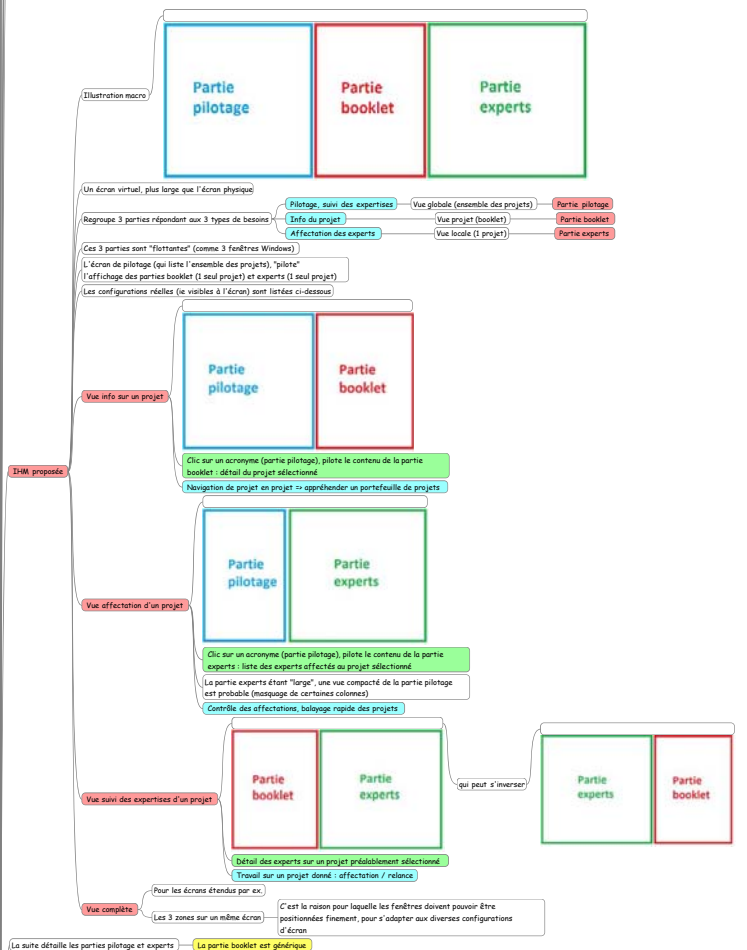 Illustration macro
Partie
pilotage
Partie
booklet
Partie
experts
Un écran virtuel, plus large que l'écran physique
Regroupe 3 parties répondant aux 3 types de besoins
Pilotage, suivi des expertises
Vue globale (ensemble des projets)
Partie pilotage
Info du projet
Vue projet (booklet)
Partie booklet
Affectation des experts
Vue locale (1 projet)
Partie experts
Ces 3 parties sont "flottantes" (comme 3 fenêtres Windows)
L'écran de pilotage (qui liste l'ensemble des projets), "pilote"
l'affichage des parties booklet (1 seul projet) et experts (1 seul projet)
Les configurations réelles (ie visibles à l'écran) sont listées ci-dessous
IHM proposée
Vue info sur un projet
Partie
pilotage
Partie
booklet
Clic sur un acronyme (partie pilotage), pilote le contenu de la partie
booklet : détail du projet sélectionné
Navigation de projet en projet => appréhender un portefeuille de projets
Vue affectation d'un projet
Partie
pilotage
Partie
experts
Clic sur un acronyme (partie pilotage), pilote le contenu de la partie
experts : liste des experts affectés au projet sélectionné
La partie experts étant "large", une vue compacté de la partie pilotage
est probable (masquage de certaines colonnes)
Contrôle des affectations, balayage rapide des projets
Vue suivi des expertises d'un projet
Partie
booklet
Partie
experts
qui peut s'inverser
Partie
experts
Partie
booklet
Détail des experts sur un projet préalablement sélectionné
Travail sur un projet donné : affectation / relance
Vue complète
Pour les écrans étendus par ex.
Les 3 zones sur un même écran
C'est la raison pour laquelle les fenêtres doivent pouvoir être
positionnées finement, pour s'adapter aux diverses configurations
d'écran
La suite détaille les parties pilotage et experts
La partie booklet est générique